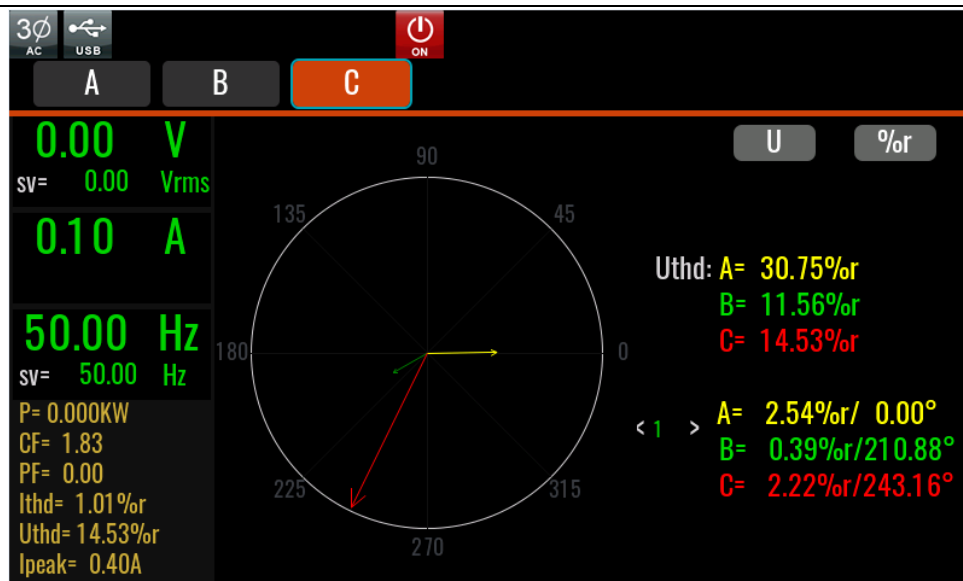 3Ø
AC
USB
ON
A B C
0.00 V
sv= 0.00 Vrms
0.10 A
50.00 Hz
sv= 50.00 Hz
P= 0.000KW
CF= 1.83
PF= 0.00
Ithd= 1.01%r
Uthd= 14.53%r
Ipeak= 0.40A
90
135 45
180 0
225 315
270
U %r
Uthd: A= 30.75%r
B= 11.56%r
C= 14.53%r
< 1 > A= 2.54%r/ 0.00°
B= 0.39%r/210.88°
C= 2.22%r/243.16°